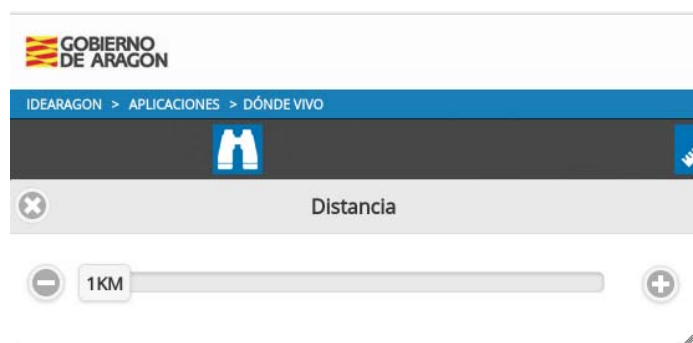 GOBIERNO
DE ARAGON
IDEARAGON > APLICACIONES > DÓNDE VIVO
Distancia
1KM